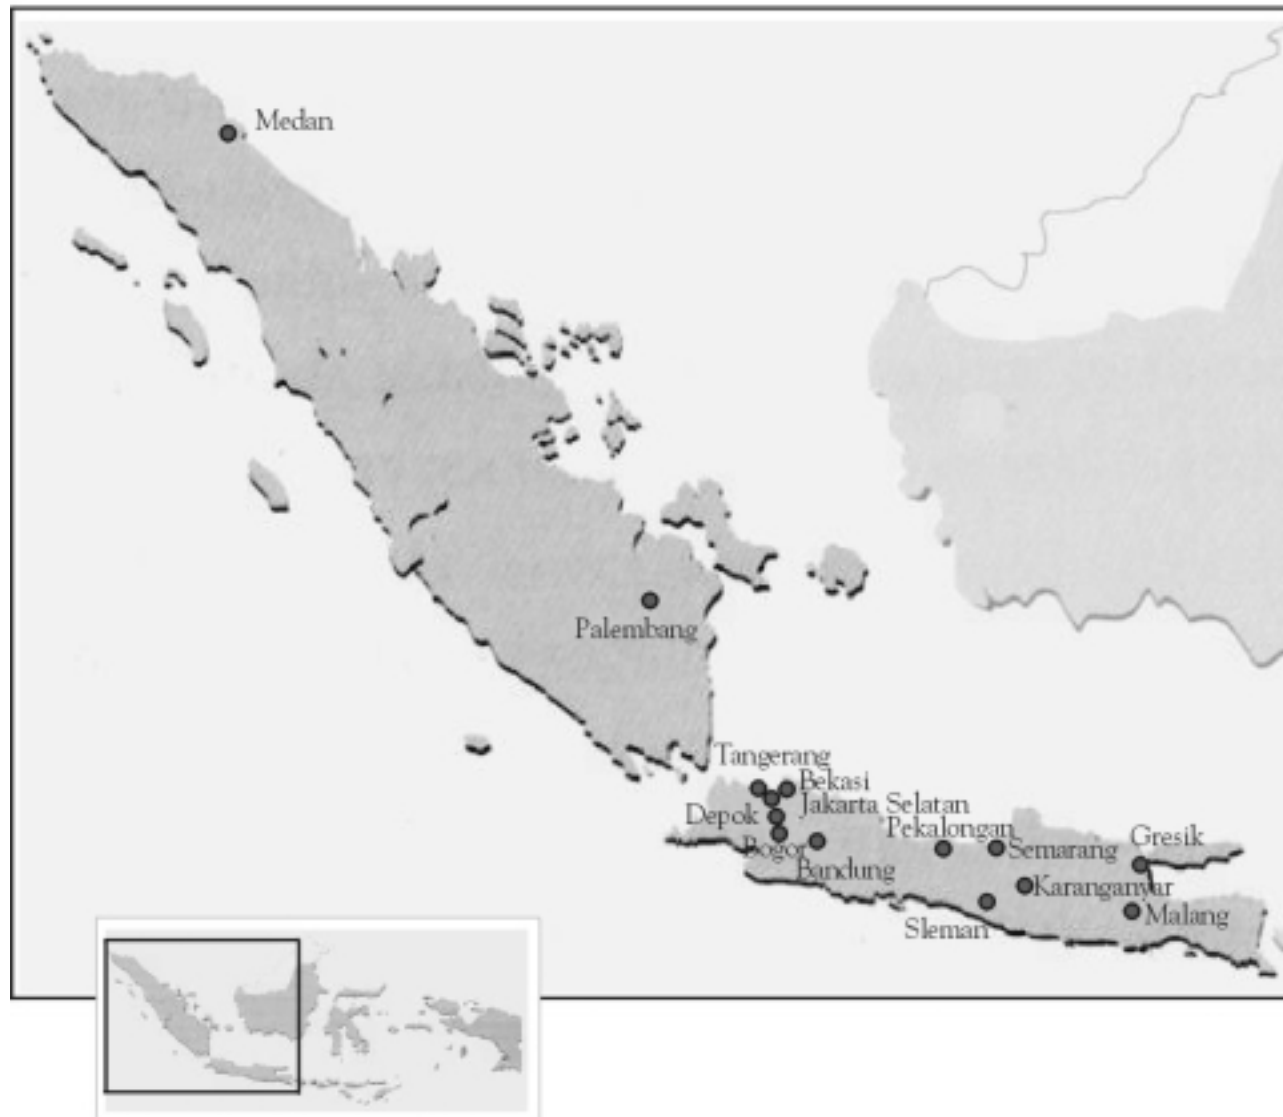 Medan
Palembang
Tangerang
Bekasi
Jakarta Selatan
Depok
Pekalongan
Bogor
Semarang
Gresik
Bandung
Karanganyar
Sleman
Malang